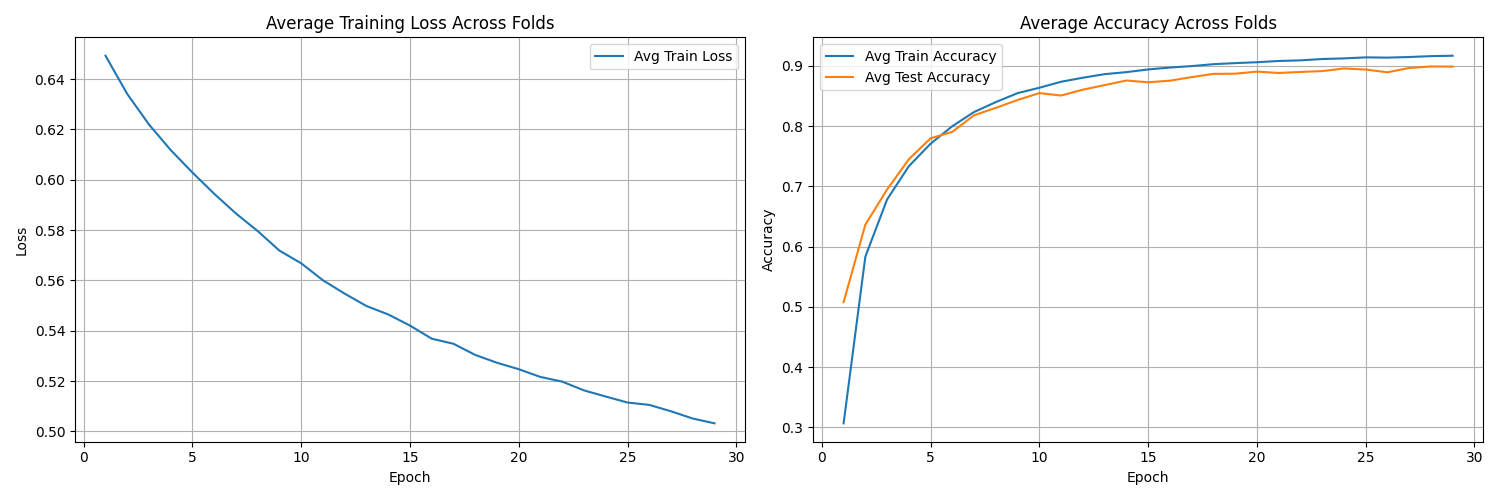 Average Training Loss Across Folds
Avg Train Loss
Loss
0.64
0.62
0.60
0.58
0.56
0.54
0.52
0.50
0 5 10 15 20 25 30
Epoch
Average Accuracy Across Folds
Avg Train Accuracy
Avg Test Accuracy
Accuracy
0.9
0.8
0.7
0.6
0.5
0.4
0.3
0 5 10 15 20 25 30
Epoch